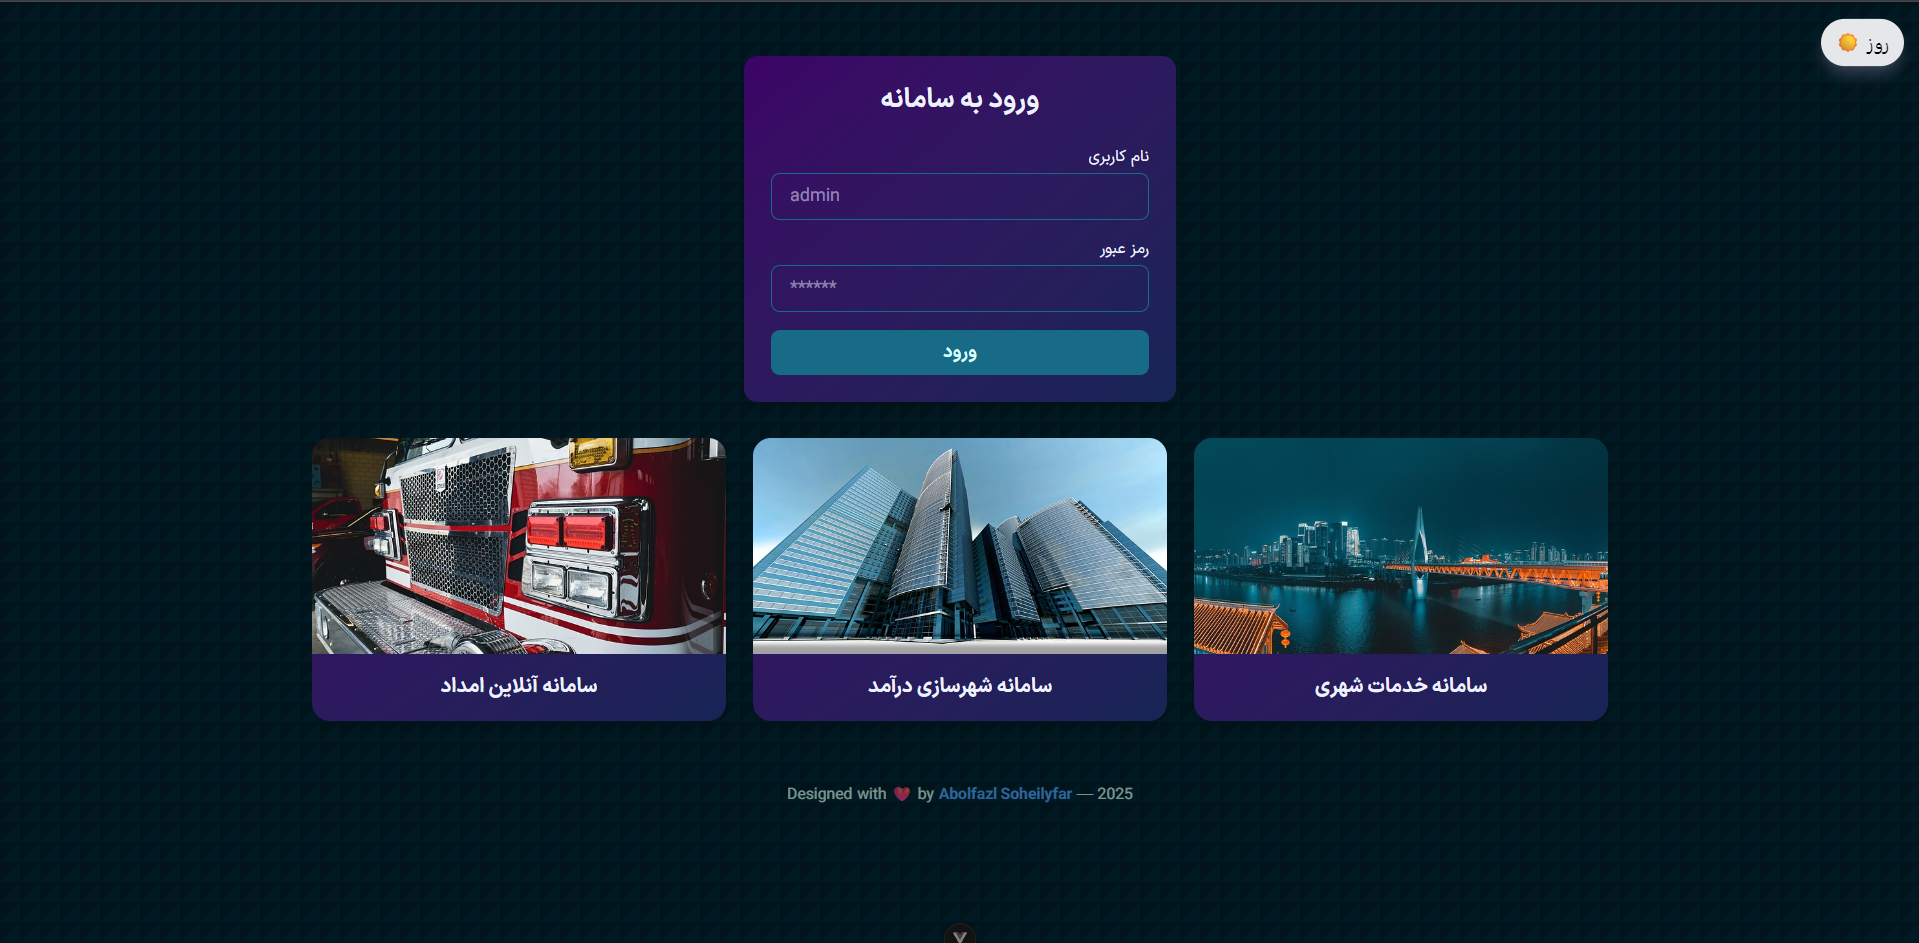 روز
ورود به سامانه
نام کاربری
admin
رمز عبور
******
ورود
سامانه خدمات شهری
سامانه شهرسازی درآمد
سامانه آنلاین امداد
Designed with ❤️ by Abolfazl Soheilyfar — 2025